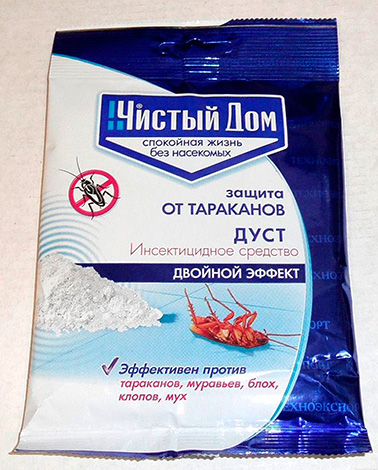 Чистый Дом
спокойная жизнь
без насекомых
защита
ОТ ТАРАКАНОВ
ДУСТ
Инсектицидное средство
ДВОЙНОЙ ЭФФЕКТ
Эффективен против
тараканов, муравьев, блох,
клопов, мух